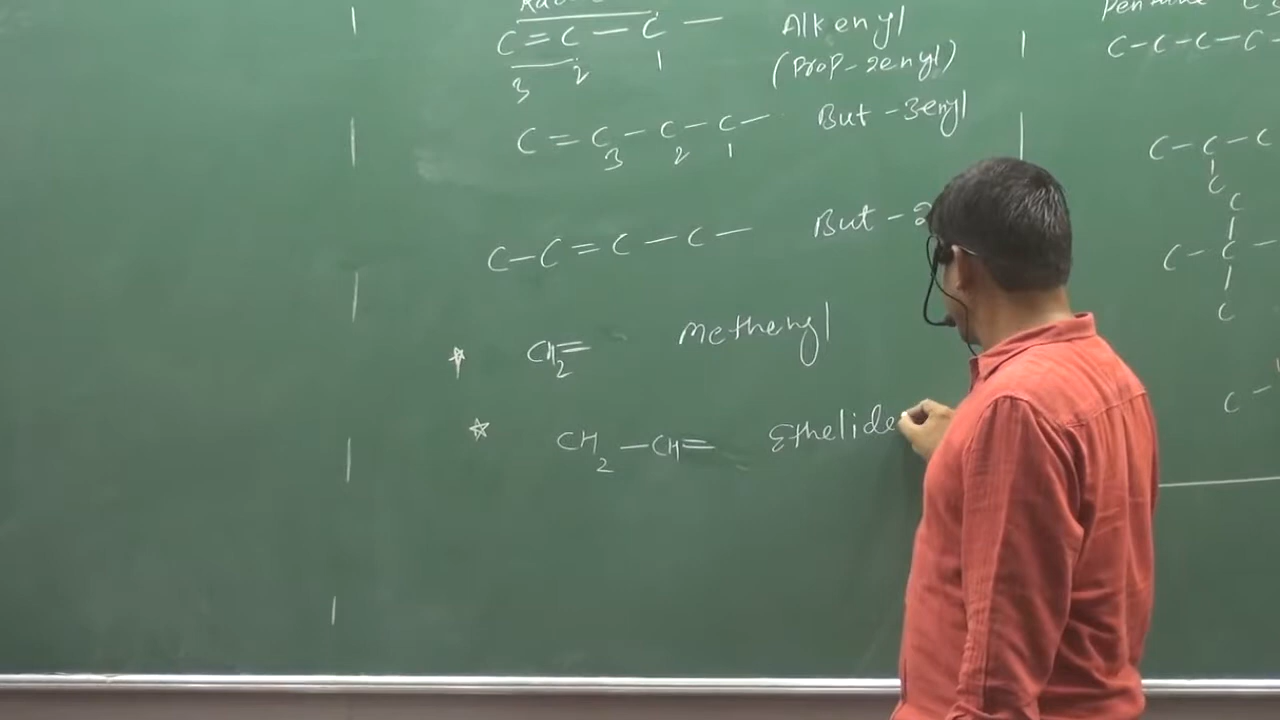 C=C-C- Alkenyl
3 2 1 (Prop-2enyl)
C=C-C-C- But-3enyl
3 2 1
C-C=C-C- But-2
CH2= Methenyl
CH2-CH= Ethelide
C-C-C-C-
C-C-C
C
C
C-C-
C
C-